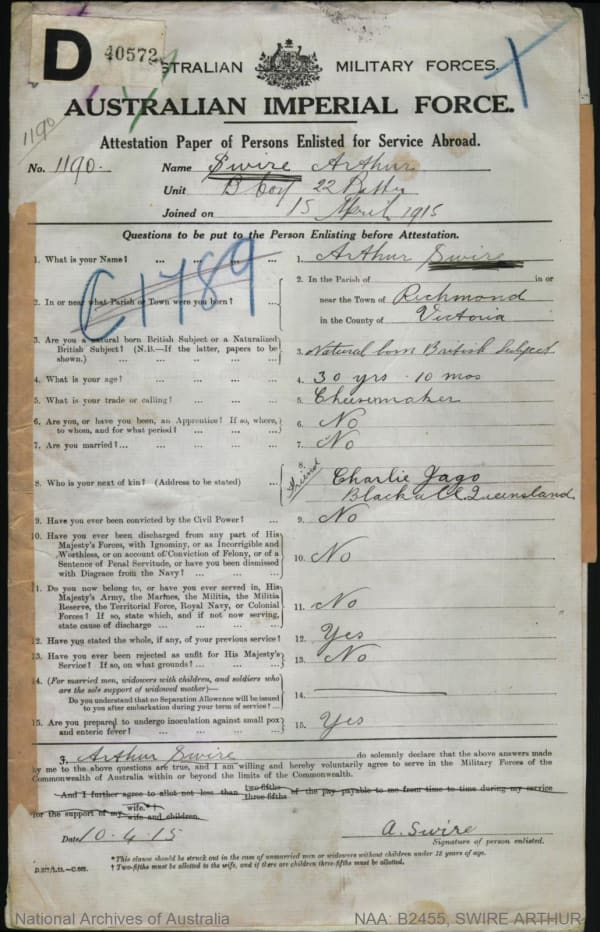 D
40572
STRALIAN MILITARY FORCES.
AUSTRALIAN IMPERIAL FORCE.
1190
Attestation Paper of Persons Enlisted for Service Abroad.
No. 1190. Name Swire Arthur
Unit D Coy 22 Battn
Joined on 15 April 1915
Questions to be put to the Person Enlisting before Attestation.
C1789
1. What is your Name? ... ... ... 1. Arthur Swire
2. In or near what Parish or Town were you born? ... 2. In the Parish of in or
near the Town of Richmond
in the County of Victoria
3. Are you a natural born British Subject or a Naturalized
British Subject? (N.B.—If the latter, papers to be
shown.) ... ... ... ... 3. Natural born British Subject
4. What is your age? ... ... ... ... 4. 30 yrs. 10 mos
5. What is your trade or calling? ... ... ... 5. Cheesemaker
6. Are you, or have you been, an Apprentice? If so, where,
to whom, and for what period? ... ... ... 6. No
7. Are you married?... ... ... ... 7. No
8. Who is your next of kin? (Address to be stated) ... 8. Friend Charlie Jago
Queensland
9. Have you ever been convicted by the Civil Power? ... 9. No
10. Have you ever been discharged from any part of His
Majesty's Forces, with Ignominy, or as Incorrigible and
Worthless, or on account of Conviction of Felony, or of a
Sentence of Penal Servitude, or have you been dismissed
with Disgrace from the Navy? ... ... ... 10. No
11. Do you now belong to, or have you ever served in, His
Majesty's Army, the Marines, the Militia, the Militia
Reserve, the Territorial Force, Royal Navy, or Colonial
Forces? If so, state which, and if not now serving,
state cause of discharge ... ... ... ... 11. No
12. Have you stated the whole, if any, of your previous service? 12. Yes
13. Have you ever been rejected as unfit for His Majesty's
Service? If so, on what grounds? ... ... ... 13. No
14. (For married men, widowers with children, and soldiers who
are the sole support of widowed mother)—
Do you understand that no Separation Allowance will be issued
to you after embarkation during your term of service? ... 14.
15. Are you prepared to undergo inoculation against small pox
and enteric fever? ... ... ... ... 15. Yes
I, Arthur Swire do solemnly declare that the above answers made
by me to the above questions are true, and I am willing and hereby voluntarily agree to serve in the Military Forces of the
Commonwealth of Australia within or beyond the limits of the Commonwealth.
*And I further agree to allot not less than two-fifths three-fifths of the pay payable to me from time to time during my service
for the support of my wife.*† wife and children.
Date 10.4.15
A. Swire
Signature of person enlisted.
*This clause should be struck out in the case of unmarried men or widowers without children under 18 years of age.
† Two-fifths must be allotted to the wife, and if there are children three-fifths must be allotted.
National Archives of Australia
NAA: B2455, SWIRE ARTHUR